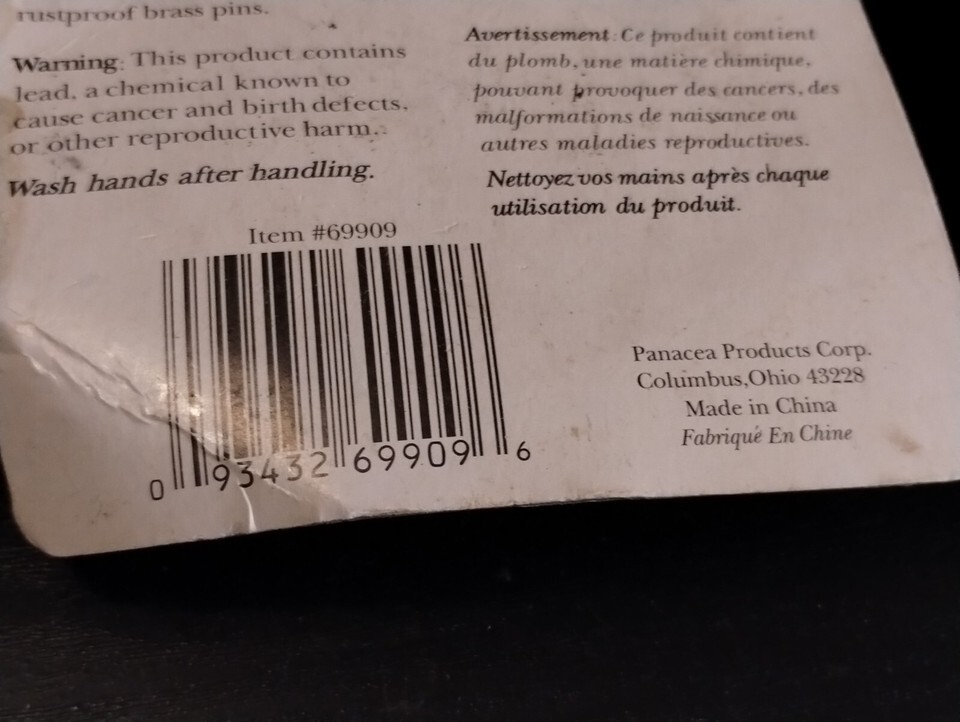 rustproof brass pins.
Warning: This product contains
lead, a chemical known to
cause cancer and birth defects,
or other reproductive harm.
Wash hands after handling.
Avertissement: Ce produit contient
du plomb, une matière chimique,
pouvant provoquer des cancers, des
malformations de naissance ou
autres maladies reproductives.
Nettoyez vos mains après chaque
utilisation du produit.
Item #69909
0 93432 69909 6
Panacea Products Corp.
Columbus,Ohio 43228
Made in China
Fabriqué En Chine